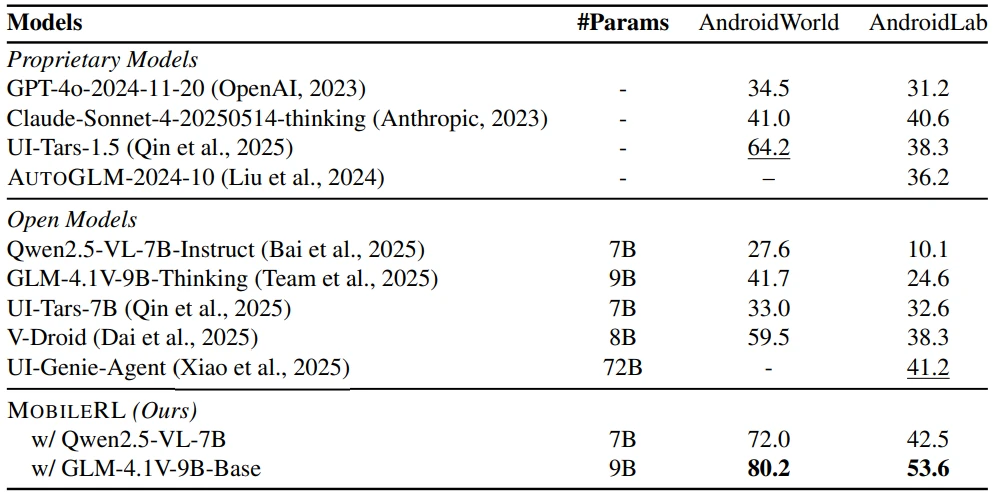 Models #Params AndroidWorld AndroidLab
Proprietary Models
GPT-4o-2024-11-20 (OpenAI, 2023) - 34.5 31.2
Claude-Sonnet-4-20250514-thinking (Anthropic, 2023) - 41.0 40.6
UI-Tars-1.5 (Qin et al., 2025) - 64.2 38.3
AUTOGLM-2024-10 (Liu et al., 2024) - – 36.2
Open Models
Qwen2.5-VL-7B-Instruct (Bai et al., 2025) 7B 27.6 10.1
GLM-4.1V-9B-Thinking (Team et al., 2025) 9B 41.7 24.6
UI-Tars-7B (Qin et al., 2025) 7B 33.0 32.6
V-Droid (Dai et al., 2025) 8B 59.5 38.3
UI-Genie-Agent (Xiao et al., 2025) 72B - 41.2
MOBILERL (Ours)
w/ Qwen2.5-VL-7B 7B 72.0 42.5
w/ GLM-4.1V-9B-Base 9B 80.2 53.6